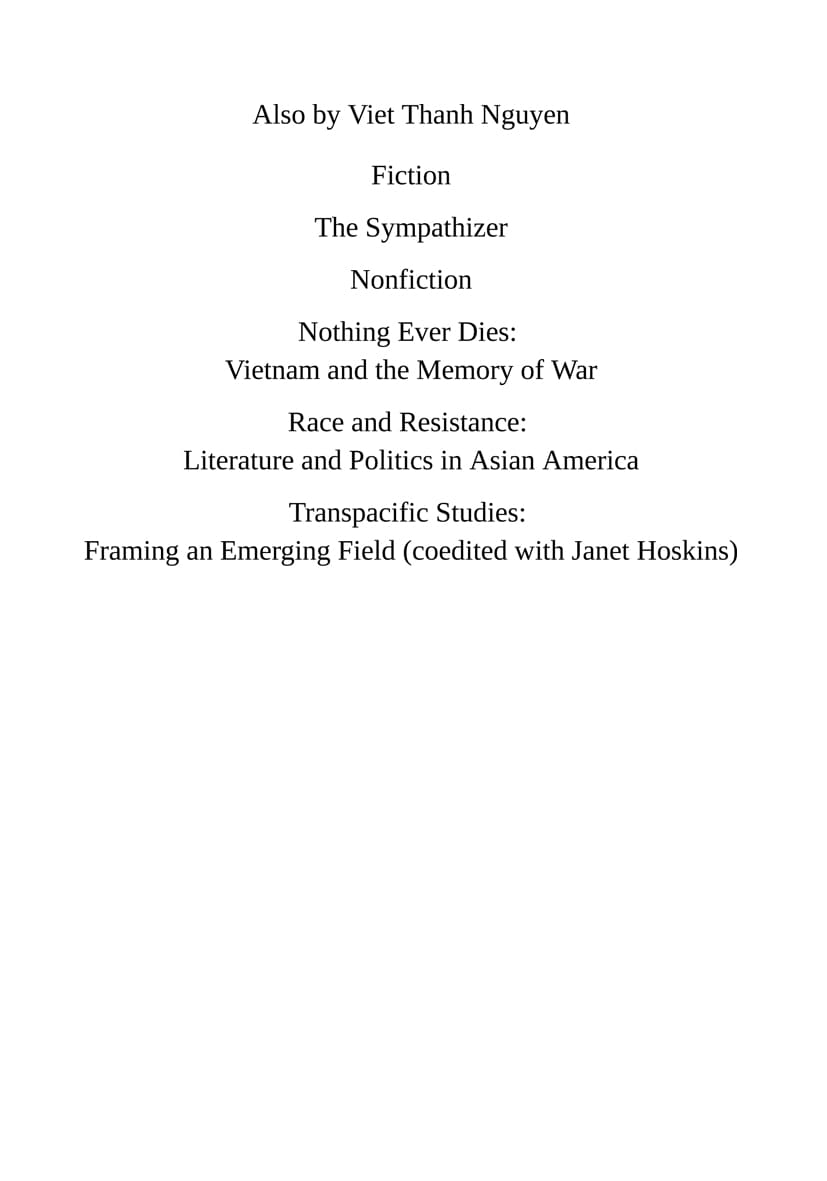 Also by Viet Thanh Nguyen
Fiction
The Sympathizer
Nonfiction
Nothing Ever Dies:
Vietnam and the Memory of War
Race and Resistance:
Literature and Politics in Asian America
Transpacific Studies:
Framing an Emerging Field (coedited with Janet Hoskins)